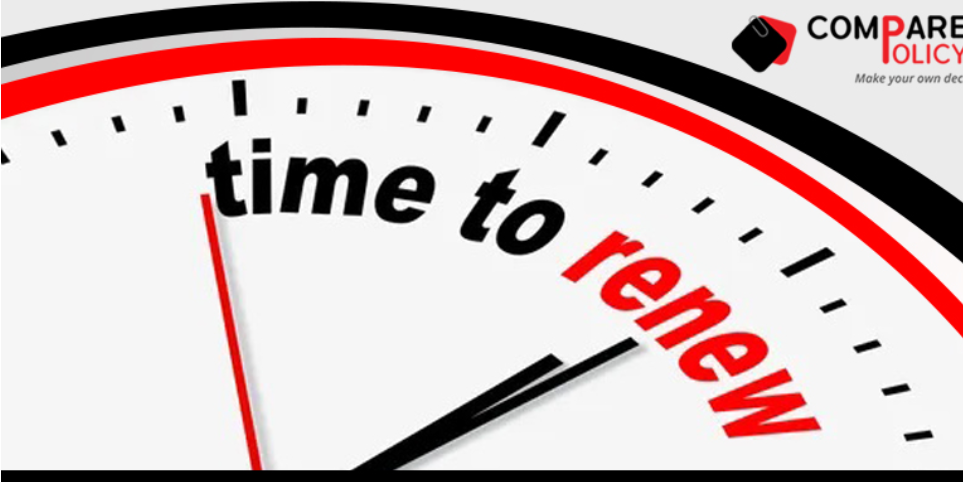 COMPARE
POLICY
Make your own dec
time to renew